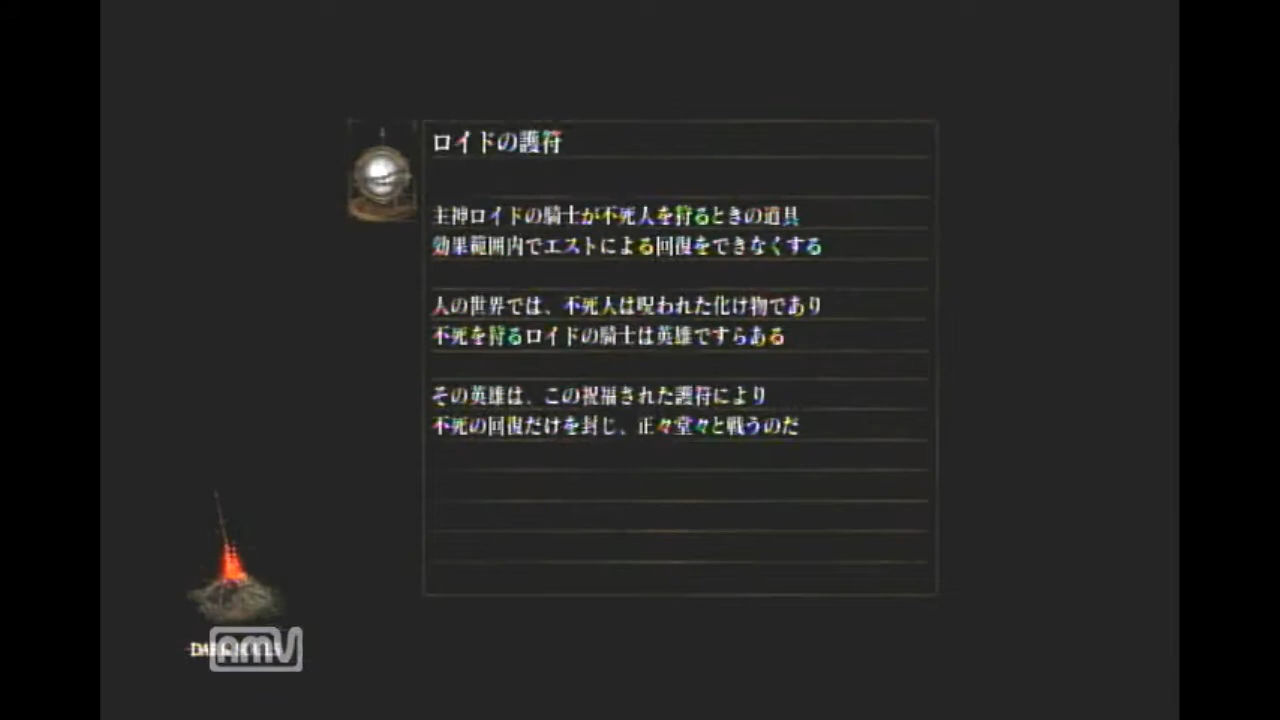 ロイドの護符
主神ロイドの騎士が不死人を狩るときの道具
効果範囲内でエストによる回復をできなくする
人の世界では、不死人は呪われた化け物であり
不死を狩るロイドの騎士は英雄ですらある
その英雄は、この祝福された護符により
不死の回復だけを封じ、正々堂々と戦うのだ
DARK SOULS
AMV